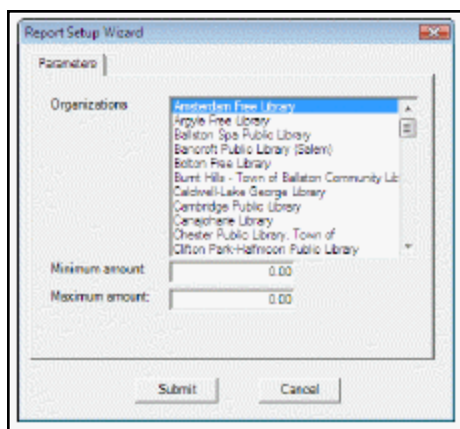 Report Setup Wizard
Parameters
Organizations
Amsterdam Free Library
Argyle Free Library
Ballston Spa Public Library
Bancroft Public Library (Salem)
Bolton Free Library
Burnt Hills - Town of Ballston Community Lib
Caldwell-Lake George Library
Cambridge Public Library
Canajoharie Library
Chester Public Library, Town of
Clifton Park-Halfmoon Public Library
Minimum amount:
0.00
Maximum amount:
0.00
Submit
Cancel